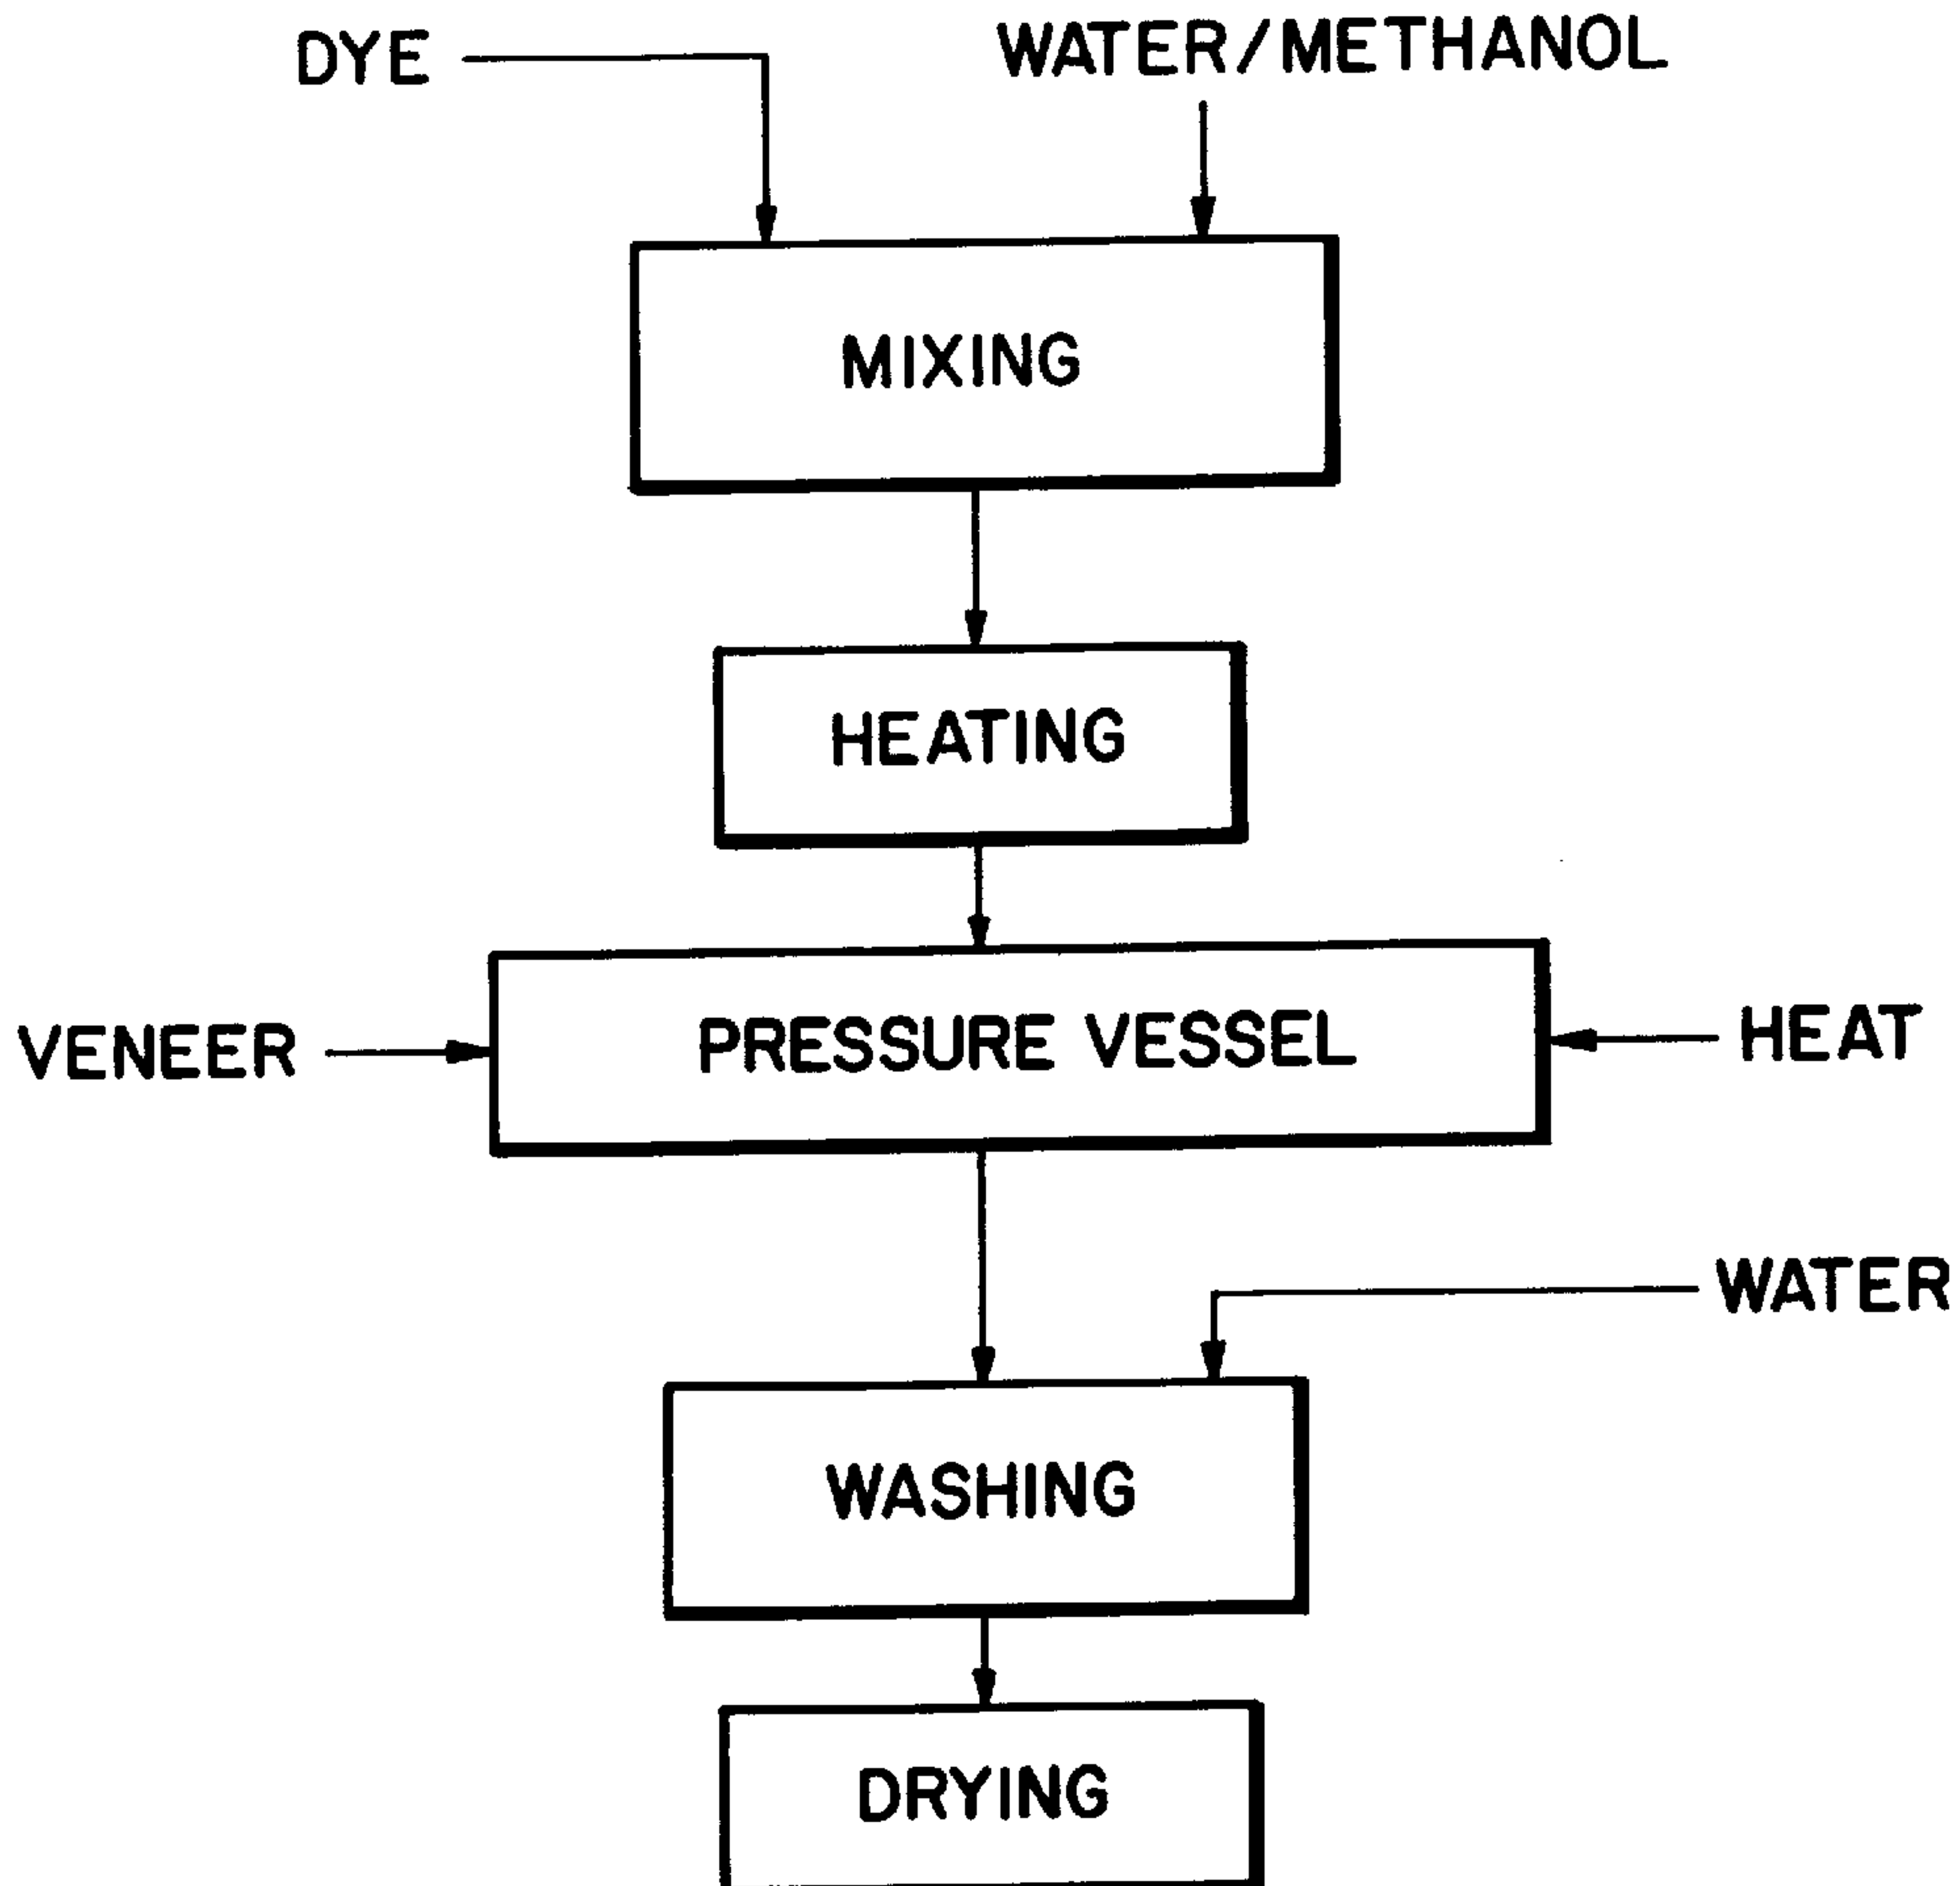 DYE
WATER/METHANOL
MIXING
HEATING
VENEER
PRESSURE VESSEL
HEAT
WATER
WASHING
DRYING